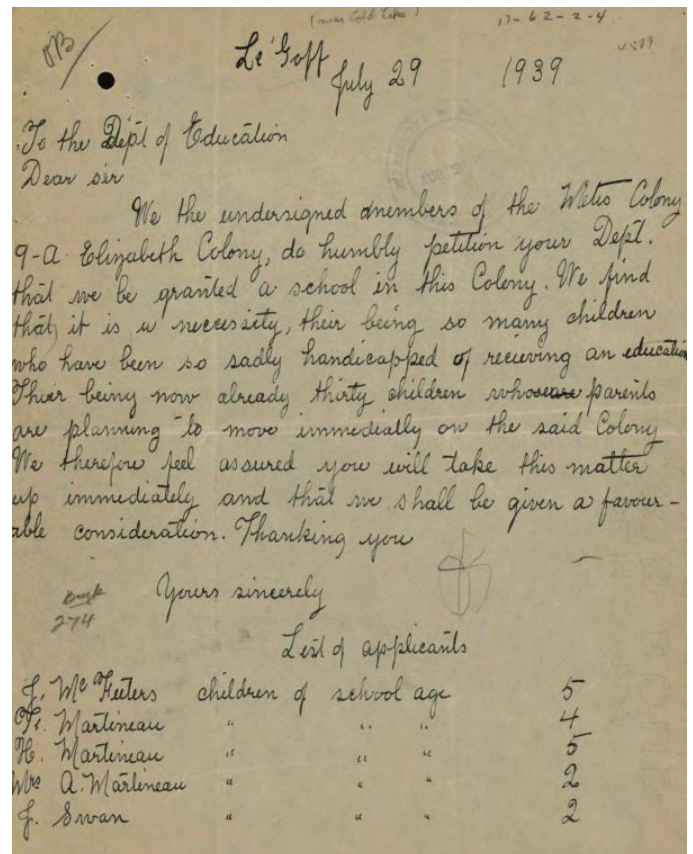 (near Cold Lake) 17-62-2-4
Le'Goff
July 29 1939
To the Dept of Education
Dear sir
We the undersigned members of the Metis Colony
9-A Elizabeth Colony, do humbly petition your Dept.
that we be granted a school in this Colony. We find
that, it is a necessity, their being so many children
who have been so sadly handicapped of recieving an education
Thier being now already thirty children whose parents
are planning to move immediatly on the said Colony
We therefore feel assured you will take this matter
up immediately and that we shall be given a favour-
able consideration. Thanking you
Yours sincerely
274
List of applicants
J. Mc Feeters children of school age 5
Fr. Martineau " " " 4
H. Martineau " " " 5
Mrs A. Martineau " " " 2
J. Swan " " " 2